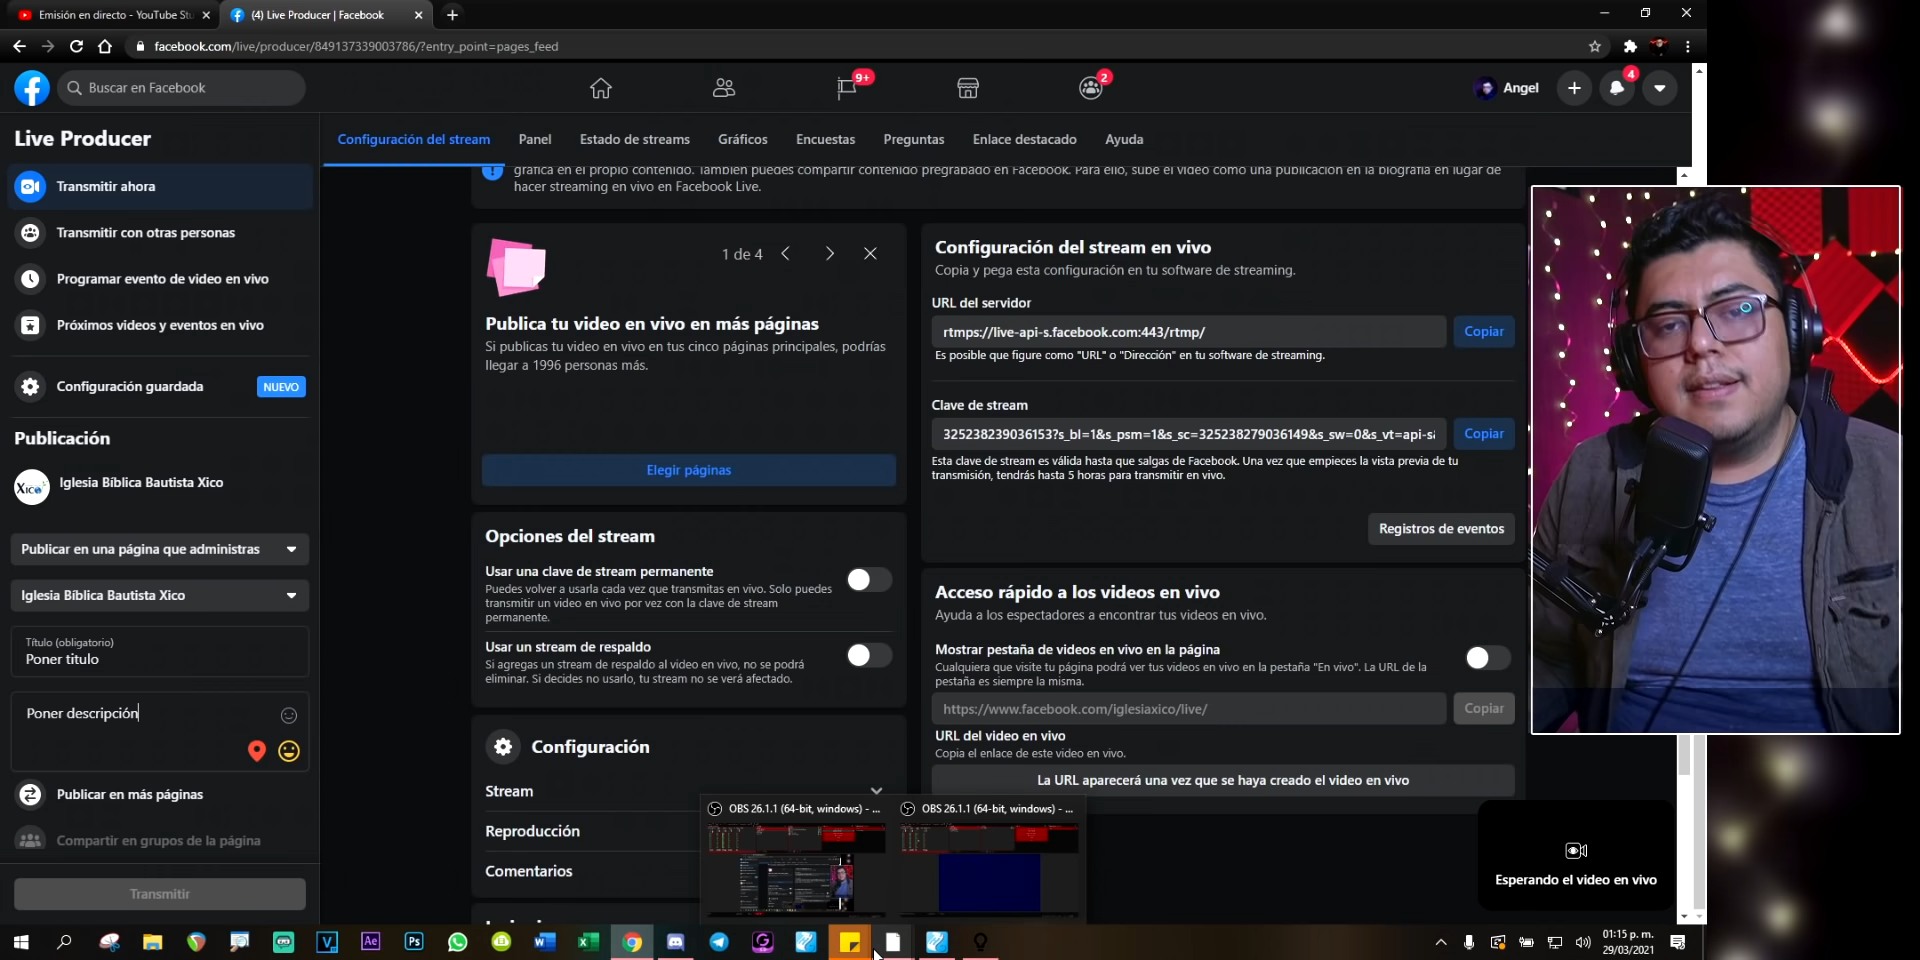 Emisión en directo - YouTube Stu
(4) Live Producer | Facebook
facebook.com/live/producer/849137339003786/?entry_point=pages_feed
Buscar en Facebook
9+
2
Angel
4
Live Producer
Transmitir ahora
Transmitir con otras personas
Programar evento de video en vivo
Próximos videos y eventos en vivo
Configuración guardada
NUEVO
Publicación
Iglesia Bíblica Bautista Xico
XICO
Publicar en una página que administras
Iglesia Bíblica Bautista Xico
Título (obligatorio)
Poner titulo
Poner descripción
Publicar en más páginas
Compartir en grupos de la página
Transmitir
Configuración del stream
Panel
Estado de streams
Gráficos
Encuestas
Preguntas
Enlace destacado
Ayuda
gráfica en el propio contenido. También puedes compartir contenido pregrabado en Facebook. Para ello, sube el video como una publicación en la biografía en lugar de
hacer streaming en vivo en Facebook Live.
1 de 4
Publica tu video en vivo en más páginas
Si publicas tu video en vivo en tus cinco páginas principales, podrías
llegar a 1996 personas más.
Elegir páginas
Opciones del stream
Usar una clave de stream permanente
Puedes volver a usarla cada vez que transmitas en vivo. Solo puedes
transmitir un video en vivo por vez con la clave de stream
permanente.
Usar un stream de respaldo
Si agregas un stream de respaldo al video en vivo, no se podrá
eliminar. Si decides no usarlo, tu stream no se verá afectado.
Configuración
Stream
Reproducción
Comentarios
Configuración del stream en vivo
Copia y pega esta configuración en tu software de streaming.
URL del servidor
rtmps://live-api-s.facebook.com:443/rtmp/
Copiar
Es posible que figure como "URL" o "Dirección" en tu software de streaming.
Clave de stream
325238239036153?s_bl=1&s_psm=1&s_sc=325238279036149&s_sw=0&s_vt=api-s
Copiar
Esta clave de stream es válida hasta que salgas de Facebook. Una vez que empieces la vista previa de tu
transmisión, tendrás hasta 5 horas para transmitir en vivo.
Registros de eventos
Acceso rápido a los videos en vivo
Ayuda a los espectadores a encontrar tus videos en vivo.
Mostrar pestaña de videos en vivo en la página
Cualquiera que visite tu página podrá ver tus videos en vivo en la pestaña "En vivo". La URL de la
pestaña es siempre la misma.
https://www.facebook.com/iglesiaxico/live/
Copiar
URL del video en vivo
Copia el enlace de este video en vivo.
La URL aparecerá una vez que se haya creado el video en vivo
OBS 26.1.1 (64-bit, windows) - ...
OBS 26.1.1 (64-bit, windows) - ...
Esperando el video en vivo
Ae
Ps
01:15 p. m.
29/03/2021